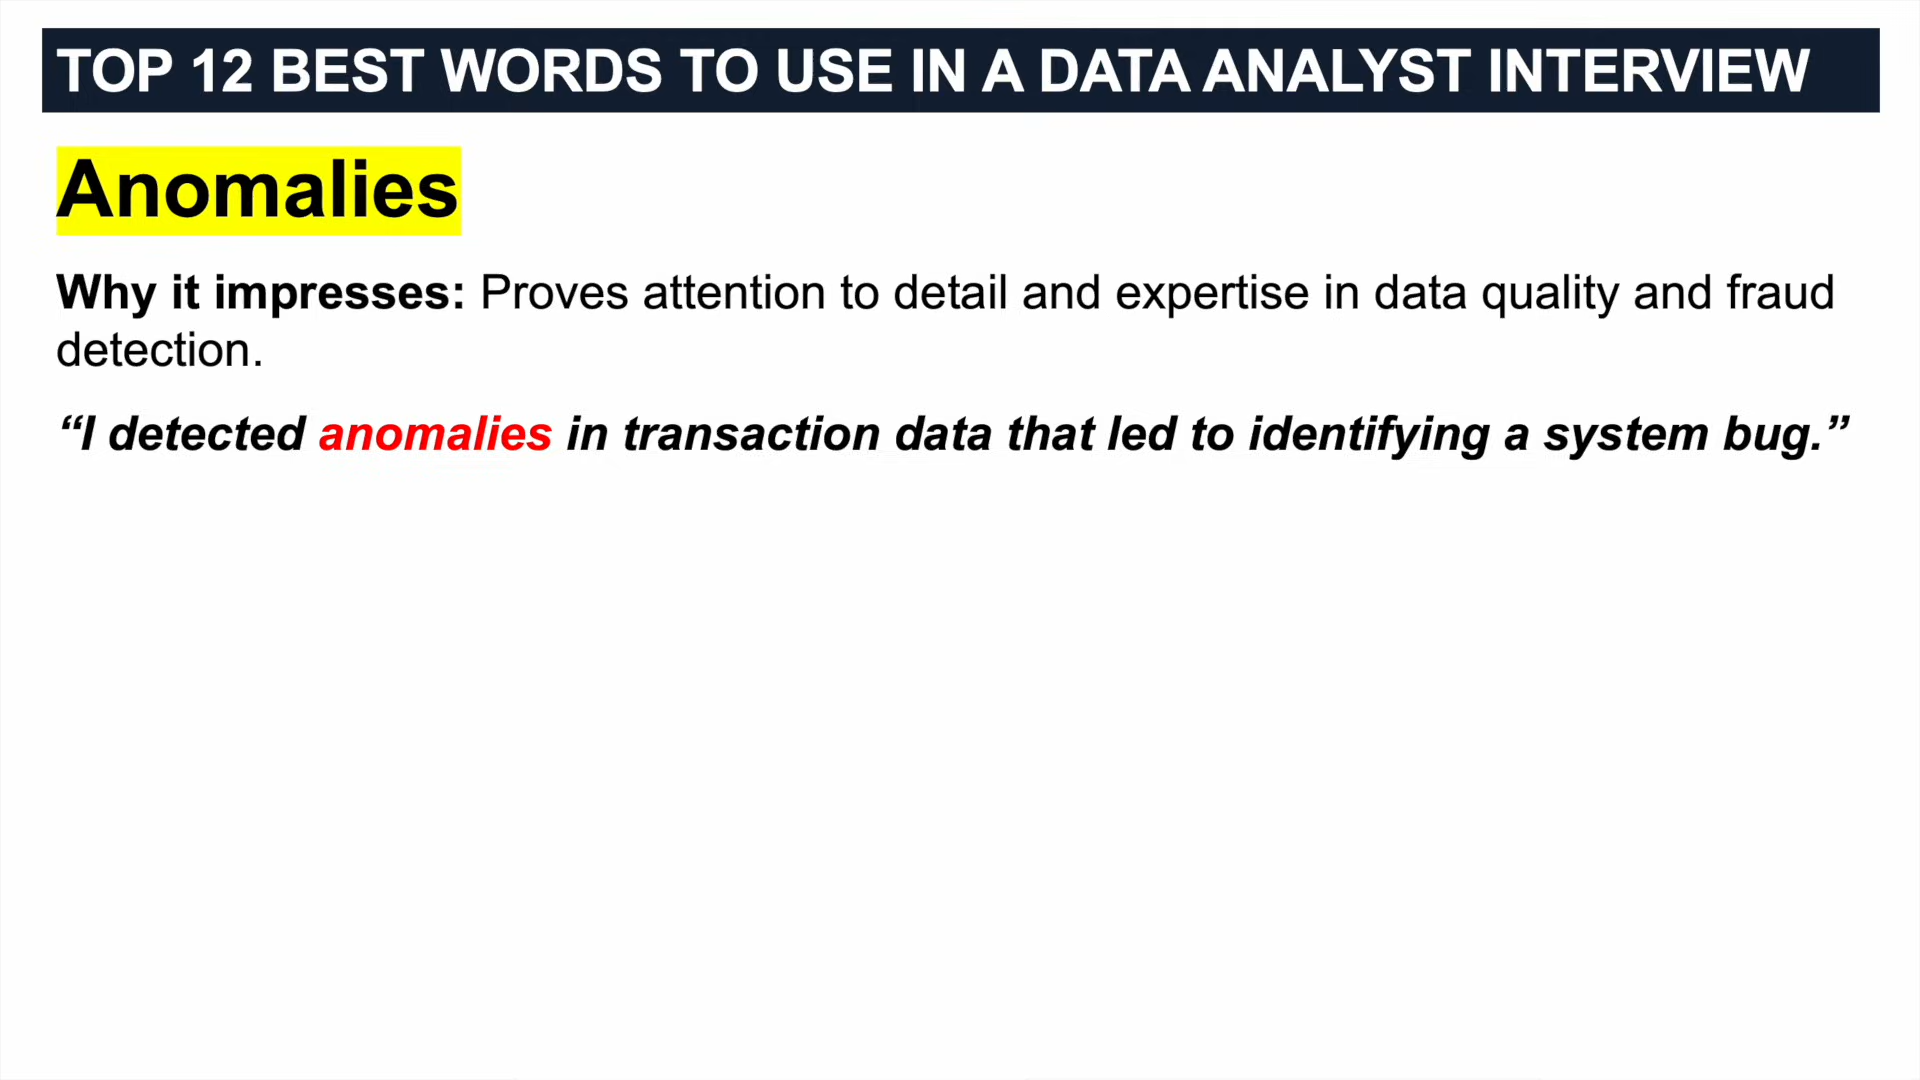 TOP 12 BEST WORDS TO USE IN A DATA ANALYST INTERVIEW
Anomalies
Why it impresses: Proves attention to detail and expertise in data quality and fraud
detection.
“I detected anomalies in transaction data that led to identifying a system bug.”